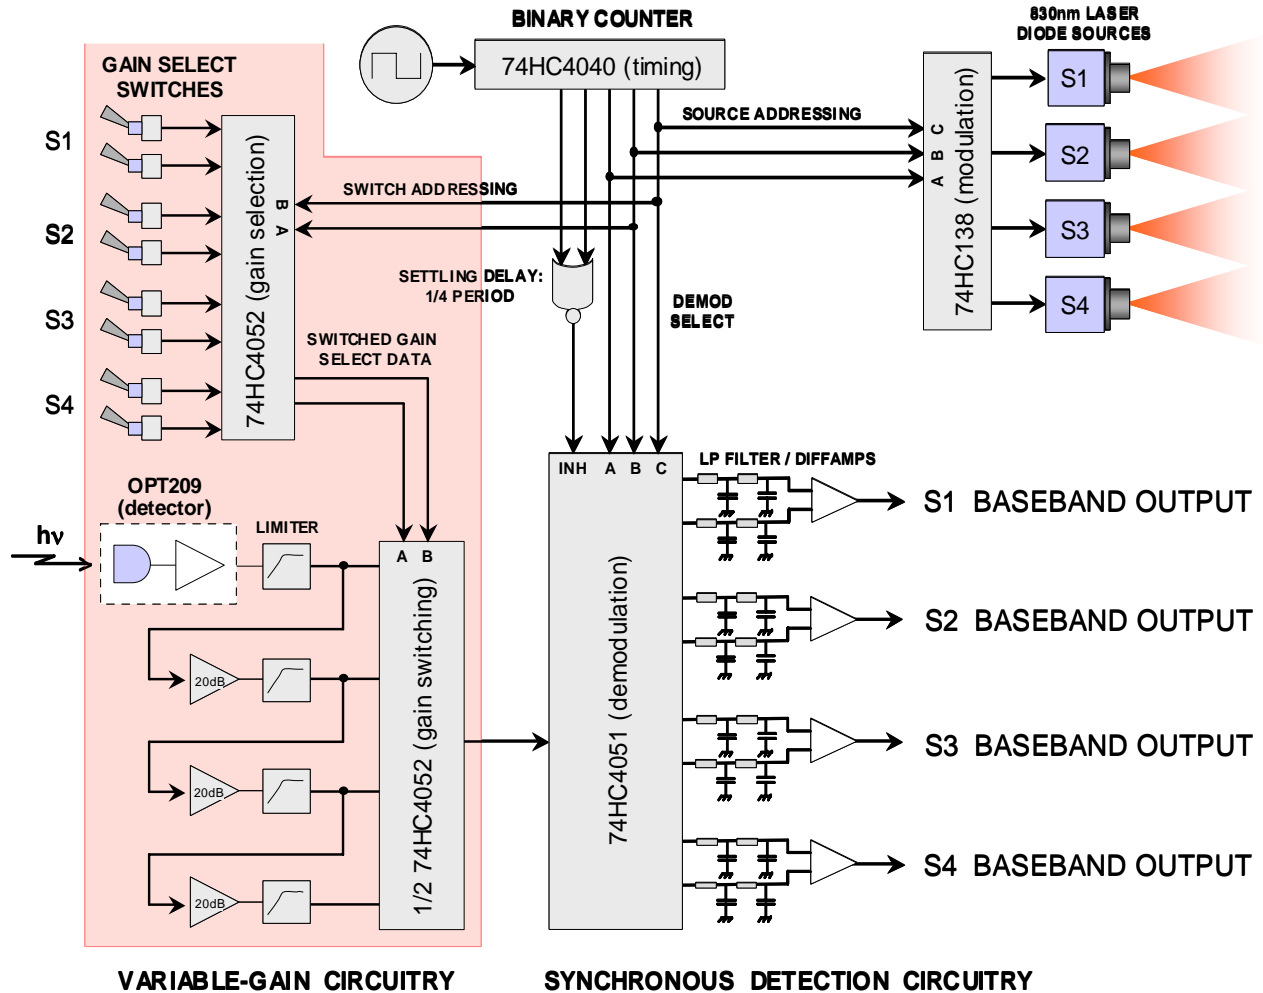 BINARY COUNTER
830nm LASER
DIODE SOURCES
GAIN SELECT
SWITCHES
74HC4040 (timing)
S1
S2
S3
S4
SOURCE ADDRESSING
C
B
A
74HC138 (modulation)
S1
S2
S3
S4
SWITCH ADDRESSING
B
A
74HC4052 (gain selection)
SETTLING DELAY:
1/4 PERIOD
DEMOD
SELECT
SWITCHED GAIN
SELECT DATA
INH A B C
LP FILTER / DIFFAMPS
OPT209
(detector)
hν
LIMITER
A B
1/2 74HC4052 (gain switching)
20dB
20dB
20dB
74HC4051 (demodulation)
S1 BASEBAND OUTPUT
S2 BASEBAND OUTPUT
S3 BASEBAND OUTPUT
S4 BASEBAND OUTPUT
VARIABLE-GAIN CIRCUITRY
SYNCHRONOUS DETECTION CIRCUITRY